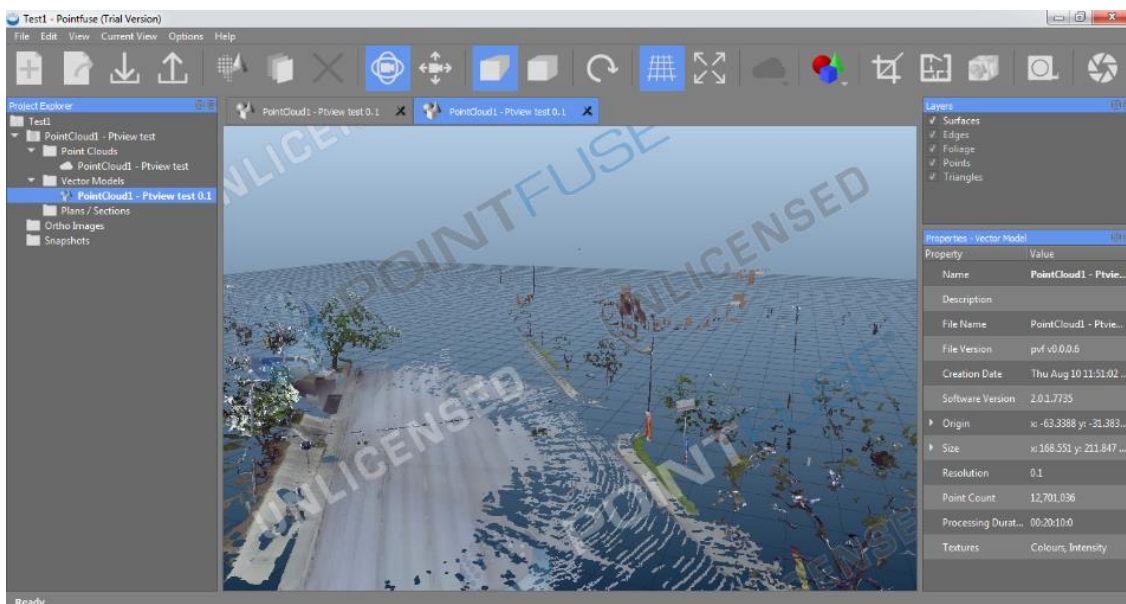 Test1 - Pointfuse (Trial Version)
File Edit View Current View Options Help
Project Explorer
Test1
PointCloud1 - Ptview test
Point Clouds
PointCloud1 - Ptview test
Vector Models
PointCloud1 - Ptview test 0.1
Plans / Sections
Ortho Images
Snapshots
PointCloud1 - Ptview test 0.1
PointCloud1 - Ptview test 0.1
UNLICENSED
POINTFUSE
UNLICENSED
UNLICENSED
POINTFUSE
UNLICENSED
Layers
Surfaces
Edges
Foliage
Points
Triangles
Properties - Vector Model
Property Value
Name PointCloud1 - Ptvie...
Description
File Name PointCloud1 - Ptvie...
File Version pvf v0.0.0.6
Creation Date Thu Aug 10 11:51:02 ...
Software Version 2.0.1.7735
Origin x: -63.3388 y: -31.383...
Size x: 168.551 y: 211.847 ...
Resolution 0.1
Point Count 12,701,036
Processing Durat... 00:20:10:0
Textures Colours, Intensity
Ready